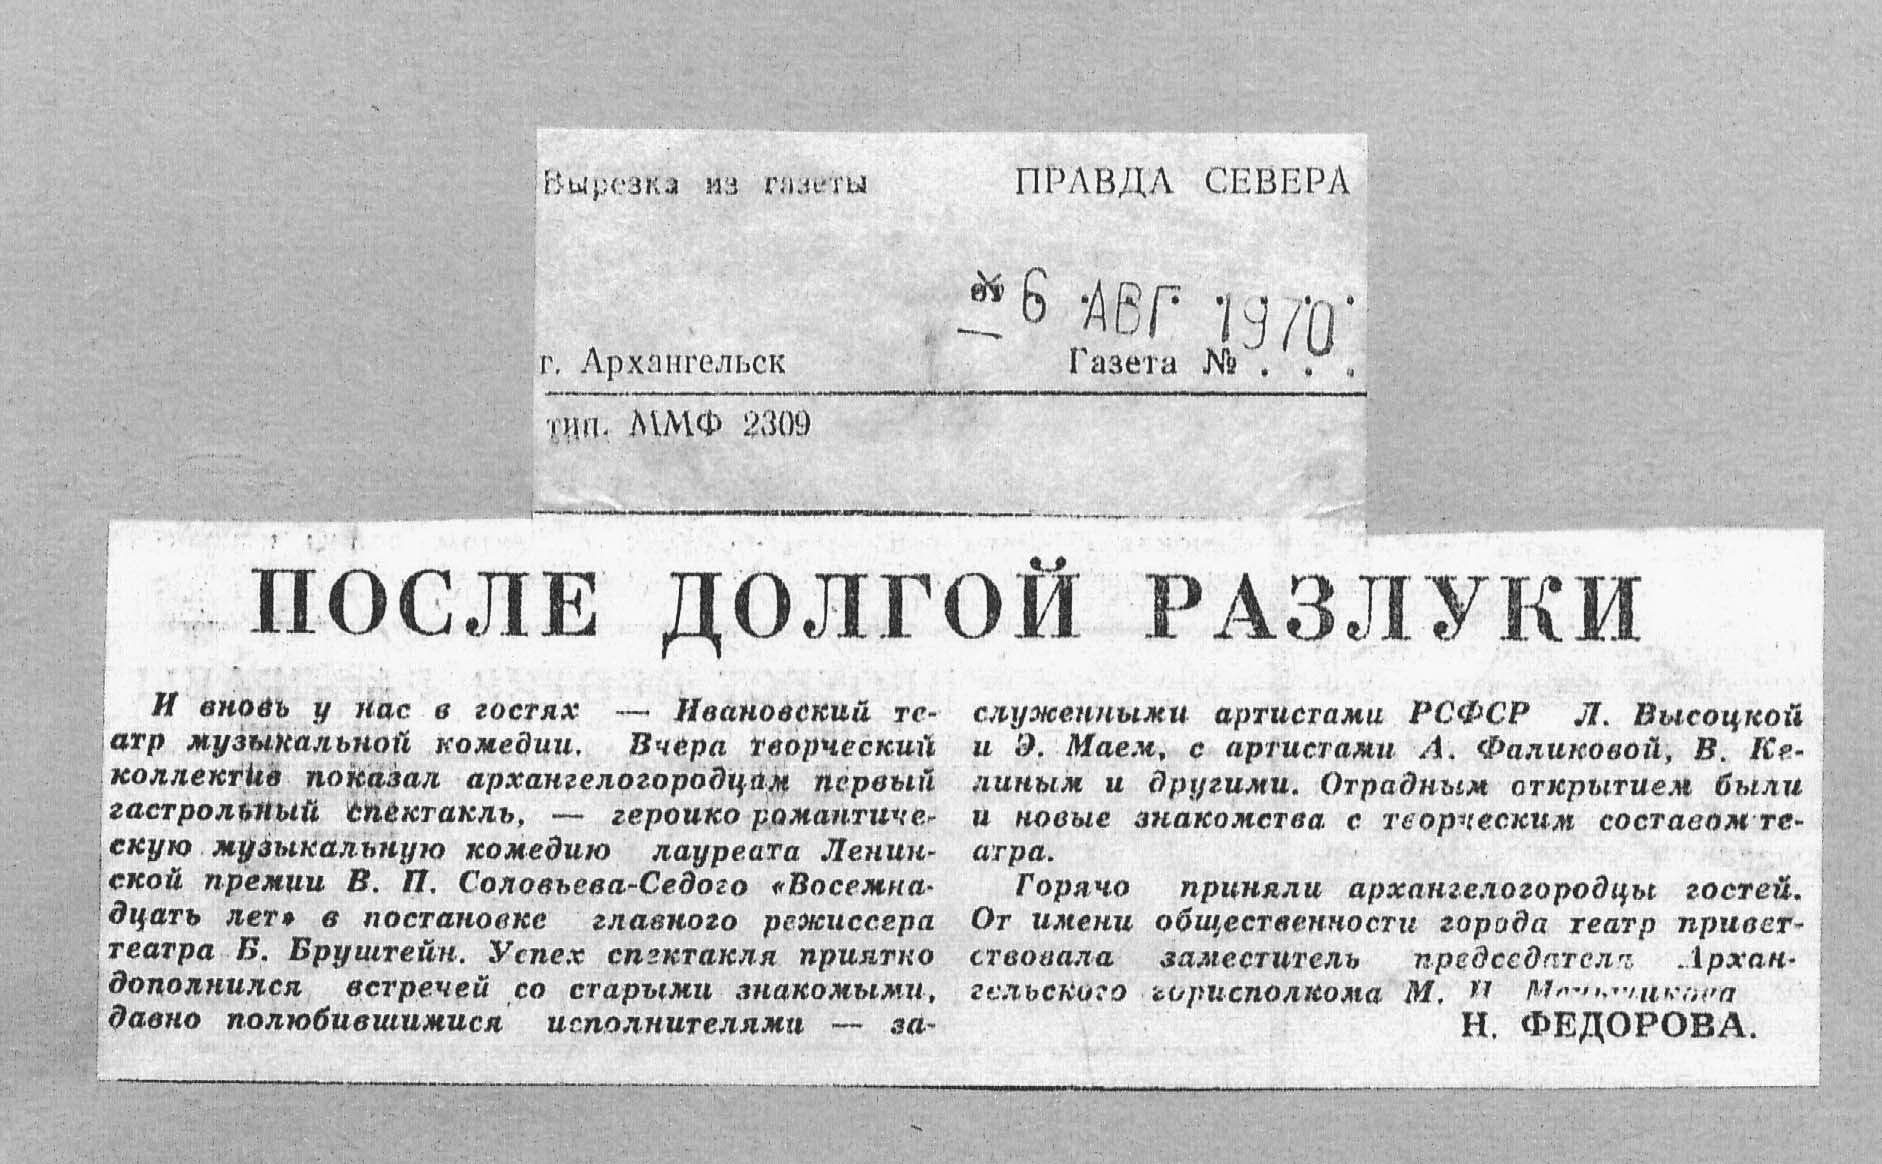 Вырезка из газеты ПРАВДА СЕВЕРА
от 6 АВГ 1970
г. Архангельск Газета № . . .
тип. ММФ 2309
ПОСЛЕ ДОЛГОЙ РАЗЛУКИ
И вновь у нас в гостях — Ивановский те-
атр музыкальной комедии. Вчера творческий
коллектив показал архангелогородцам первый
гастрольный спектакль, — героико романтиче-
скую музыкальную комедию лауреата Ленин-
ской премии В. П. Соловьева-Седого «Восемна-
дцать лет» в постановке главного режиссера
театра Б. Бруштейн. Успех спектакля приятно
дополнился встречей со старыми знакомыми,
давно полюбившимися исполнителями — за-
служенными артистами РСФСР Л. Высоцкой
и Э. Маем, с артистами А. Фаликовой, В. Ке-
линым и другими. Отрадным открытием были
и новые знакомства с творческим составом те-
атра.
Горячо приняли архангелогородцы гостей.
От имени общественности города театр привет-
ствовала заместитель председателя Архан-
гельского горисполкома М.
Н. ФЕДОРОВА.